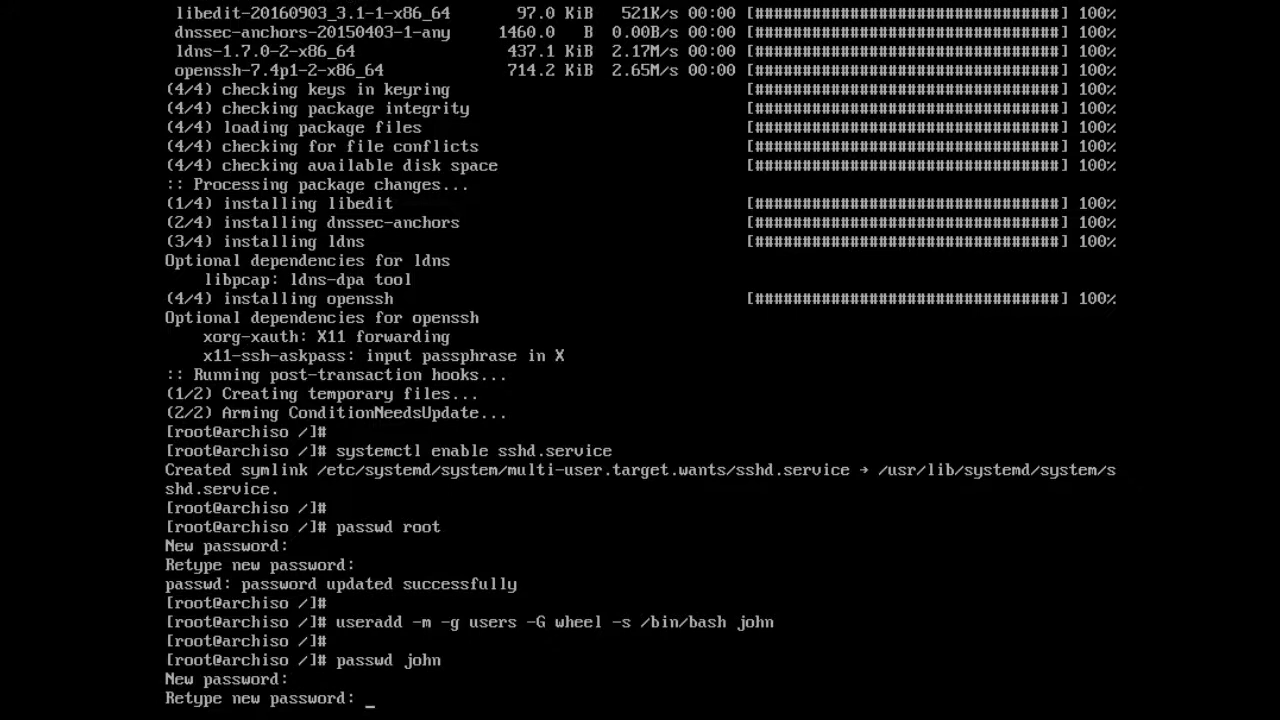 libedit-20160903_3.1-1-x86_64 97.0 KiB 521K/s 00:00 [#################################] 100%
dnssec-anchors-20150403-1-any 1460.0 B 0.00B/s 00:00 [#################################] 100%
ldns-1.7.0-2-x86_64 437.1 KiB 2.17M/s 00:00 [#################################] 100%
openssh-7.4p1-2-x86_64 714.2 KiB 2.65M/s 00:00 [#################################] 100%
(4/4) checking keys in keyring [#################################] 100%
(4/4) checking package integrity [#################################] 100%
(4/4) loading package files [#################################] 100%
(4/4) checking for file conflicts [#################################] 100%
(4/4) checking available disk space [#################################] 100%
:: Processing package changes...
(1/4) installing libedit [#################################] 100%
(2/4) installing dnssec-anchors [#################################] 100%
(3/4) installing ldns [#################################] 100%
Optional dependencies for ldns
libpcap: ldns-dpa tool
(4/4) installing openssh [#################################] 100%
Optional dependencies for openssh
xorg-xauth: X11 forwarding
x11-ssh-askpass: input passphrase in X
:: Running post-transaction hooks...
(1/2) Creating temporary files...
(2/2) Arming ConditionNeedsUpdate...
[root@archiso /]#
[root@archiso /]# systemctl enable sshd.service
Created symlink /etc/systemd/system/multi-user.target.wants/sshd.service → /usr/lib/systemd/system/s
shd.service.
[root@archiso /]#
[root@archiso /]# passwd root
New password:
Retype new password:
passwd: password updated successfully
[root@archiso /]#
[root@archiso /]# useradd -m -g users -G wheel -s /bin/bash john
[root@archiso /]#
[root@archiso /]# passwd john
New password:
Retype new password: _